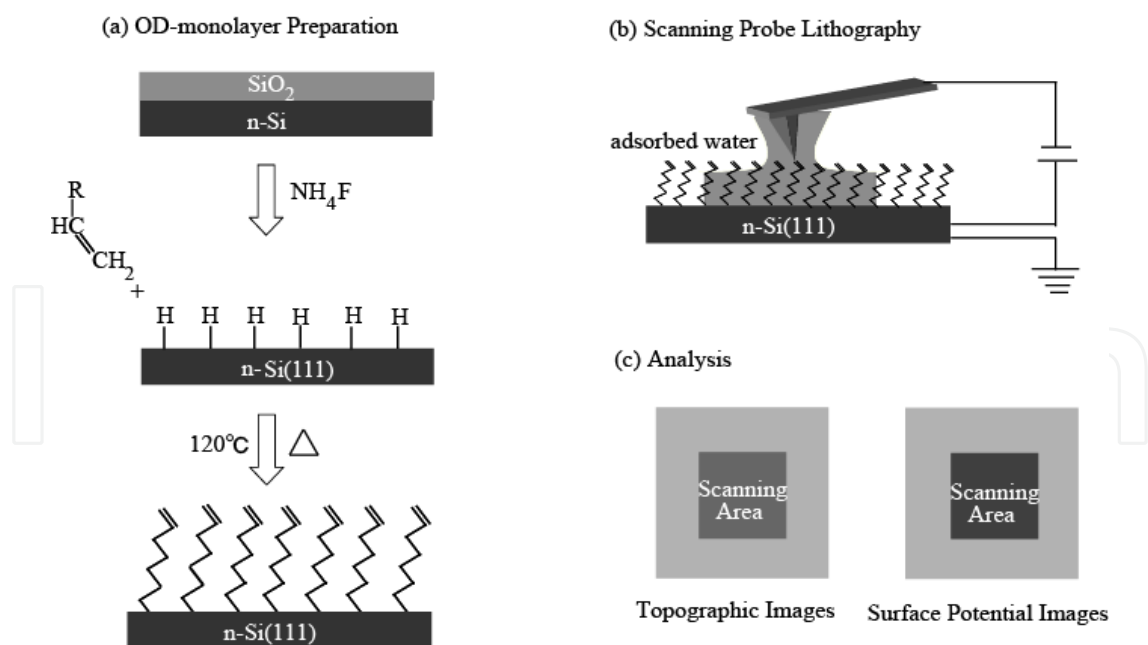 (a) OD-monolayer Preparation
SiO₂
n-Si
NH₄F
R
HC
CH₂
+
H H H H H H
n-Si(111)
120℃ △
n-Si(111)
(b) Scanning Probe Lithography
adsorbed water
n-Si(111)
(c) Analysis
Scanning
Area
Scanning
Area
Topographic Images
Surface Potential Images